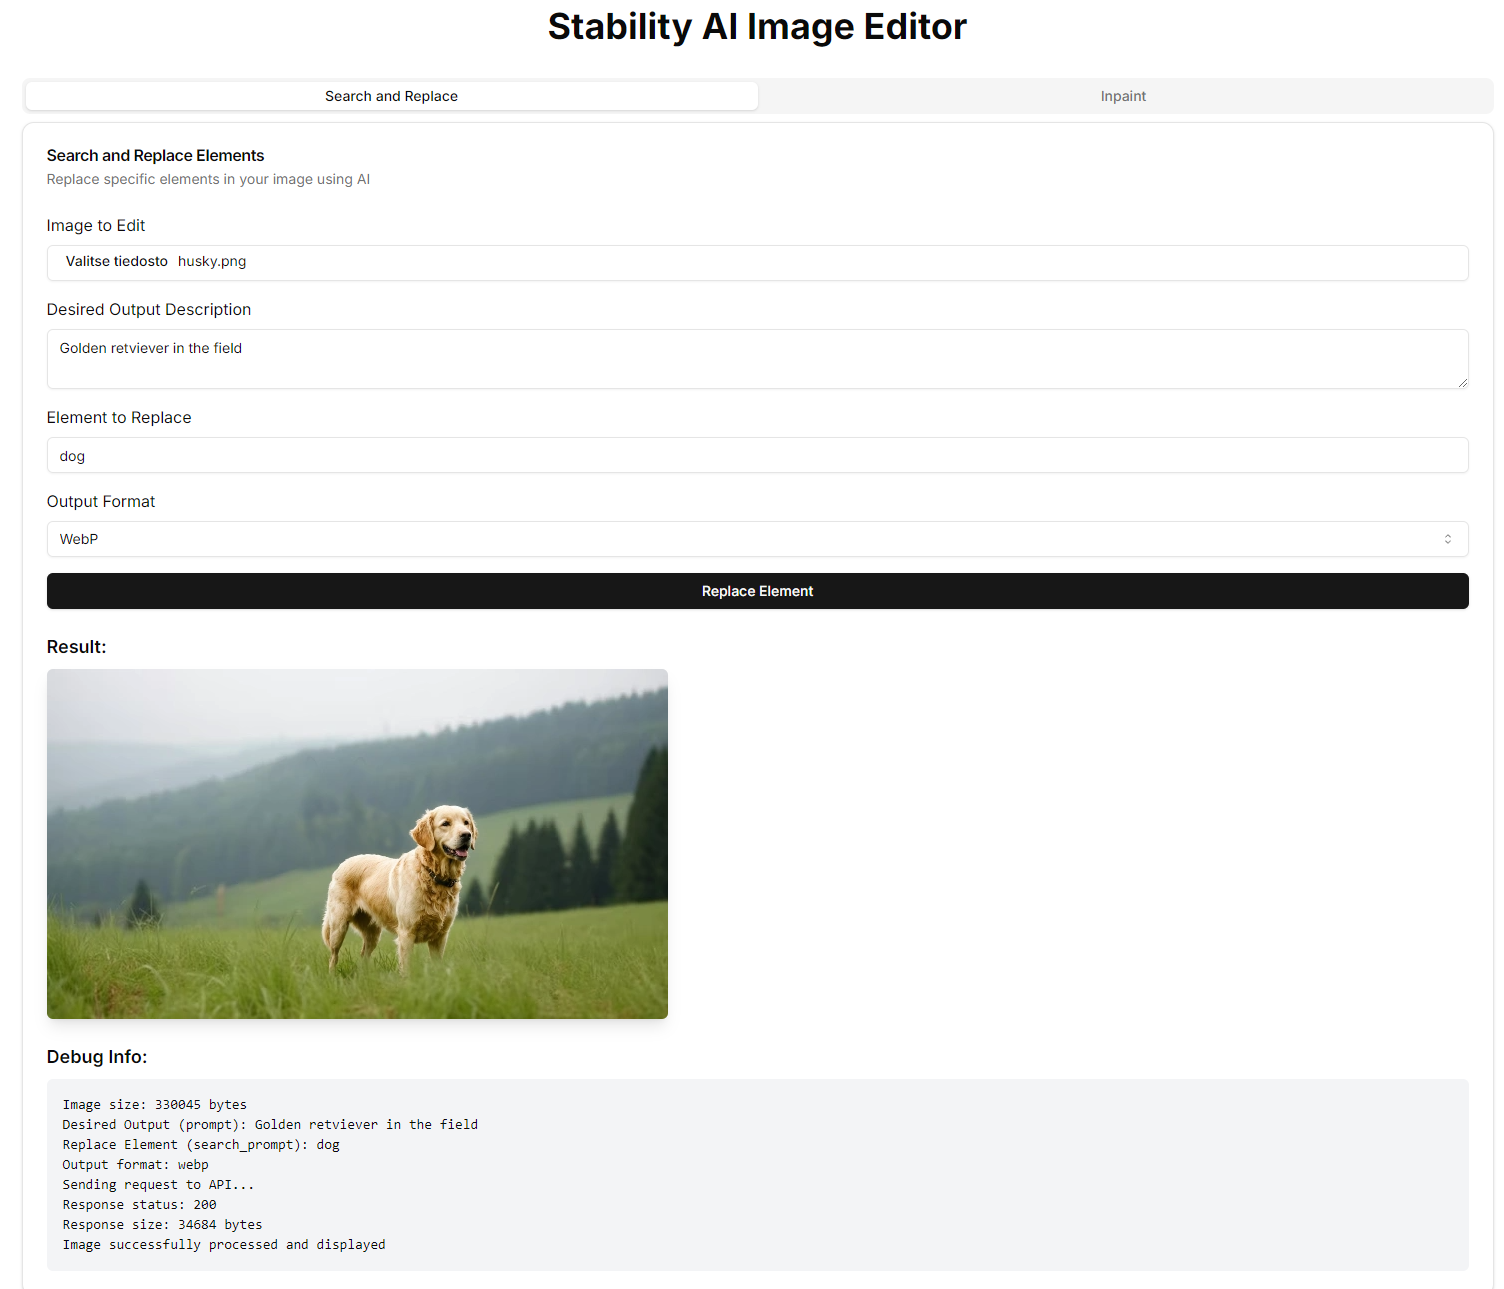 Stability AI Image Editor
Search and Replace
Inpaint
Search and Replace Elements
Replace specific elements in your image using AI
Image to Edit
Valitse tiedosto husky.png
Desired Output Description
Golden retviever in the field
Element to Replace
dog
Output Format
WebP
Replace Element
Result:
Debug Info:
Image size: 330045 bytes
Desired Output (prompt): Golden retviever in the field
Replace Element (search_prompt): dog
Output format: webp
Sending request to API...
Response status: 200
Response size: 34684 bytes
Image successfully processed and displayed